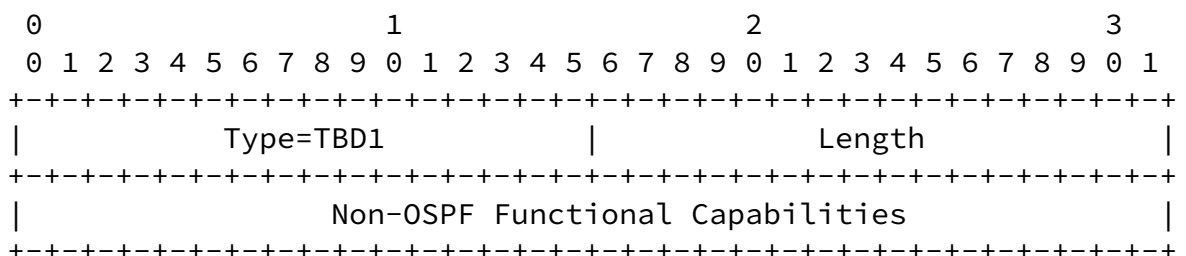 0                   1                   2                   3
 0 1 2 3 4 5 6 7 8 9 0 1 2 3 4 5 6 7 8 9 0 1 2 3 4 5 6 7 8 9 0 1
+-+-+-+-+-+-+-+-+-+-+-+-+-+-+-+-+-+-+-+-+-+-+-+-+-+-+-+-+-+-+-+-+
|           Type=TBD1           |            Length             |
+-+-+-+-+-+-+-+-+-+-+-+-+-+-+-+-+-+-+-+-+-+-+-+-+-+-+-+-+-+-+-+-+
|                 Non-OSPF Functional Capabilities              |
+-+-+-+-+-+-+-+-+-+-+-+-+-+-+-+-+-+-+-+-+-+-+-+-+-+-+-+-+-+-+-+-+